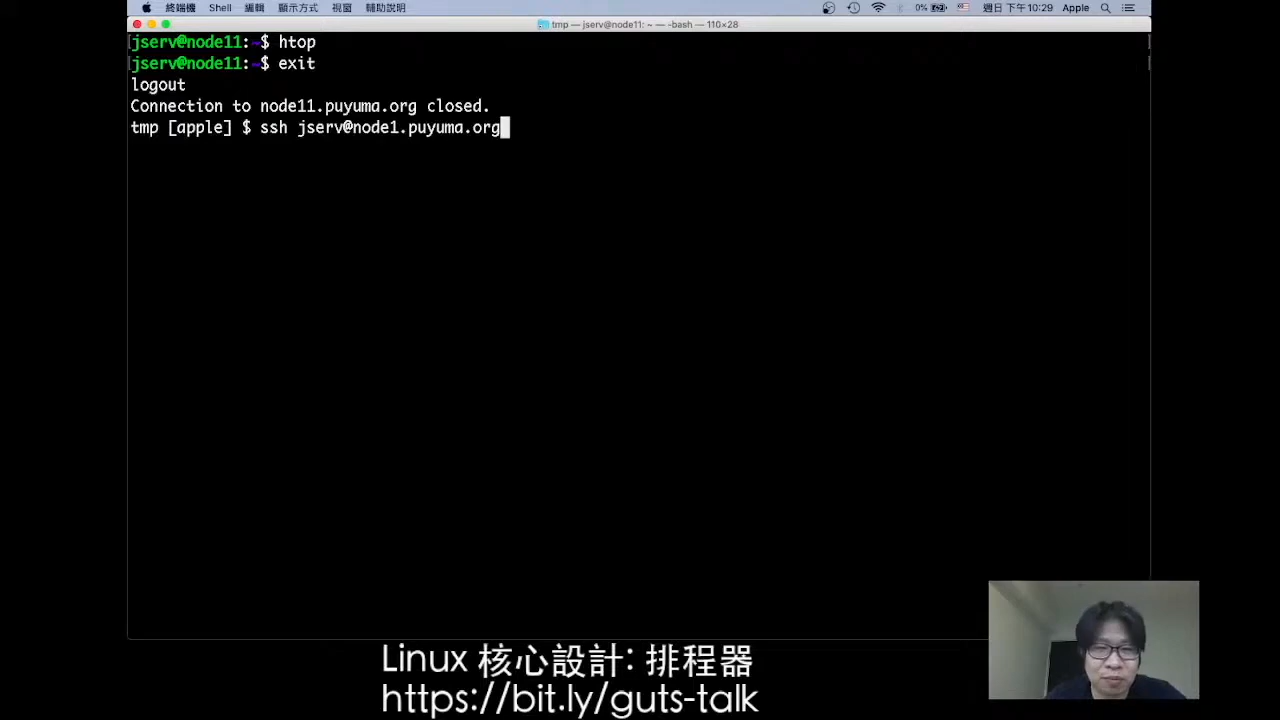 終端機 Shell 編輯 顯示方式 視窗 輔助說明 0% 週日 下午10:29 Apple
tmp — jserv@node11: ~ — -bash — 110×28
jserv@node11:~$ htop
jserv@node11:~$ exit
logout
Connection to node11.puyuma.org closed.
tmp [apple] $ ssh jserv@node1.puyuma.org
Linux 核心設計: 排程器
https://bit.ly/guts-talk